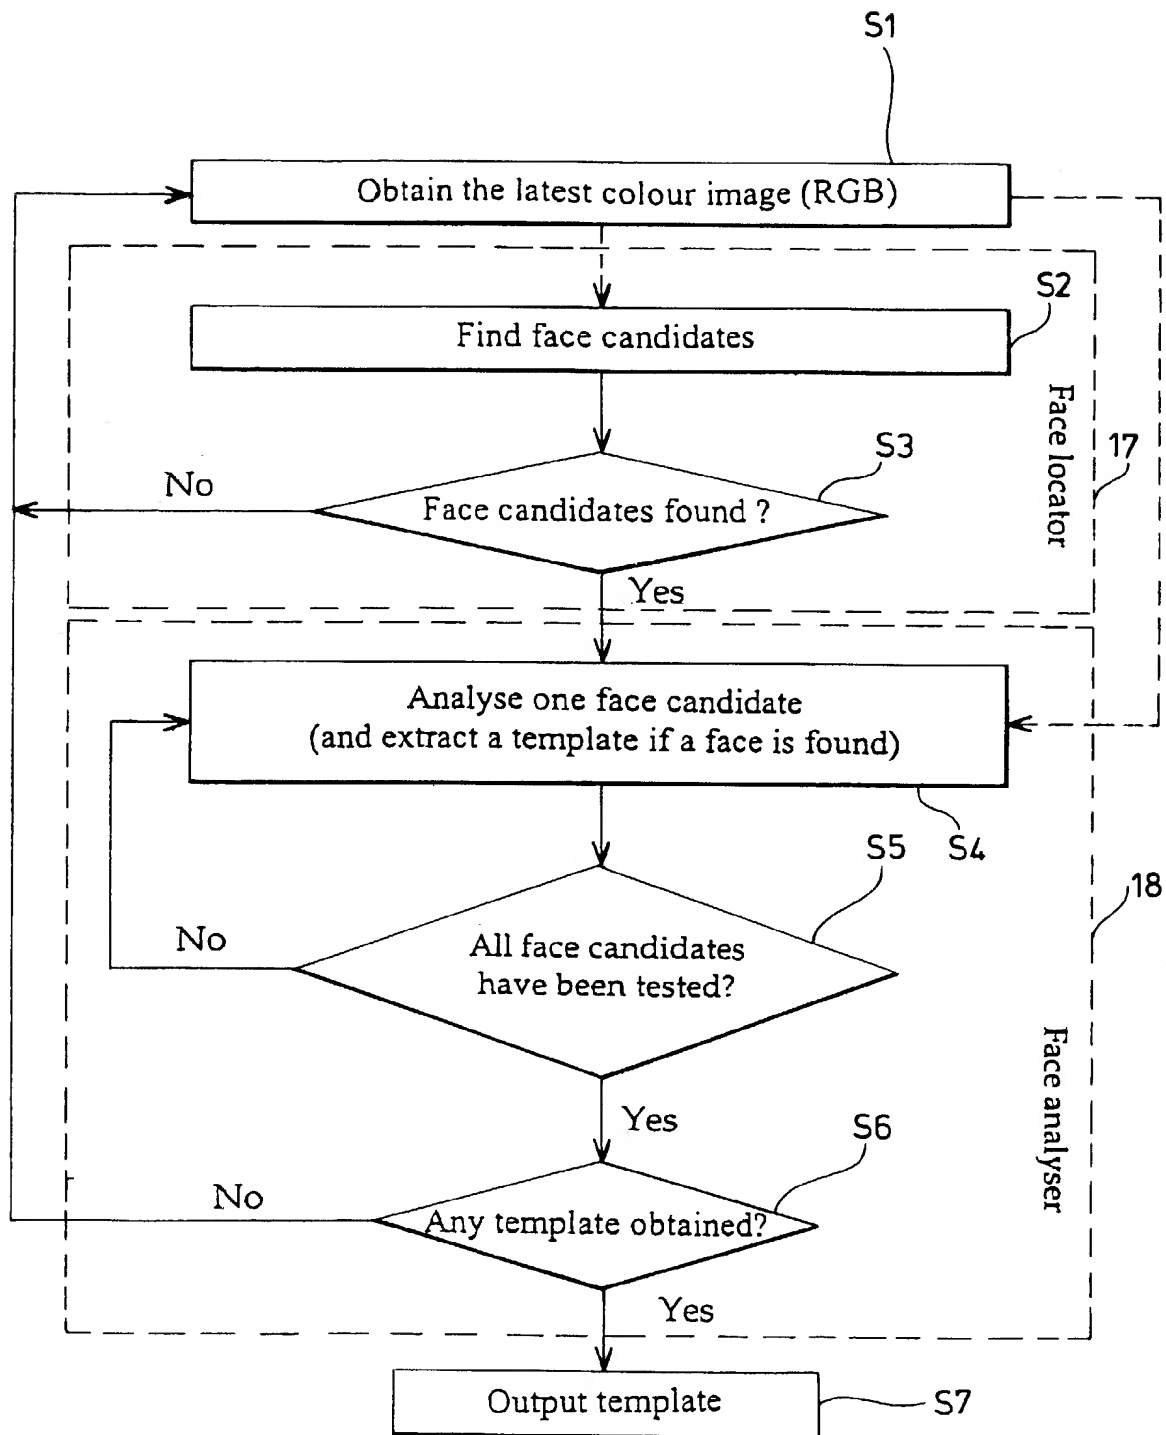 S1
Obtain the latest colour image (RGB)
S2
Find face candidates
Face locator
17
S3
No
Face candidates found ?
Yes
Analyse one face candidate
(and extract a template if a face is found)
S4
S5
18
No
All face candidates
have been tested?
Face analyser
Yes
S6
No
Any template obtained?
Yes
Output template
S7